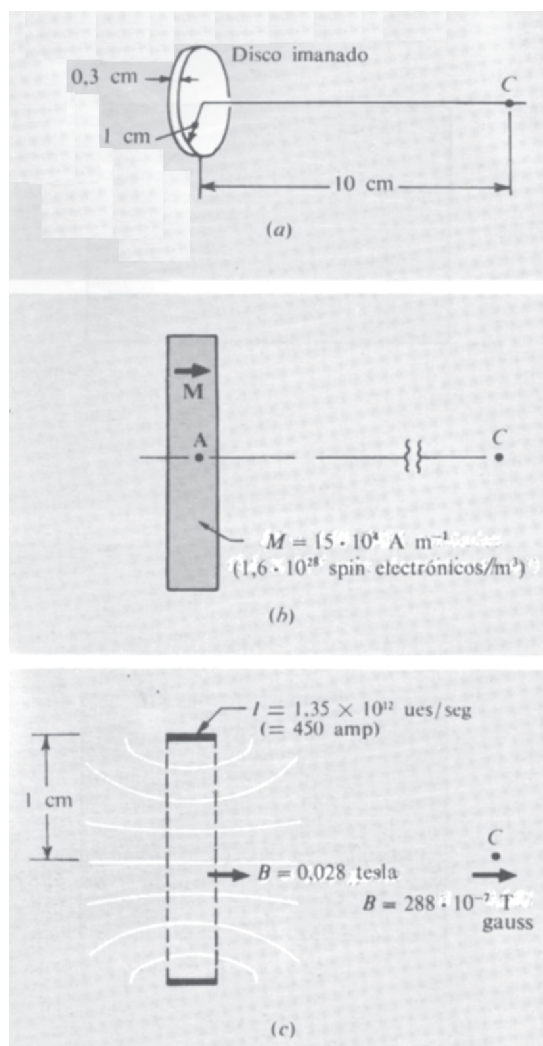 Disco imanado
0,3 cm
C
1 cm
10 cm
(a)
M
A
C
M = 15 · 10⁴ A m⁻¹
(1,6 · 10²⁸ spin electrónicos/m³)
(b)
I = 1,35 × 10¹² ues/seg
(= 450 amp)
1 cm
C
B = 0,028 tesla
B = 288 · 10⁻⁷ T
gauss
(c)